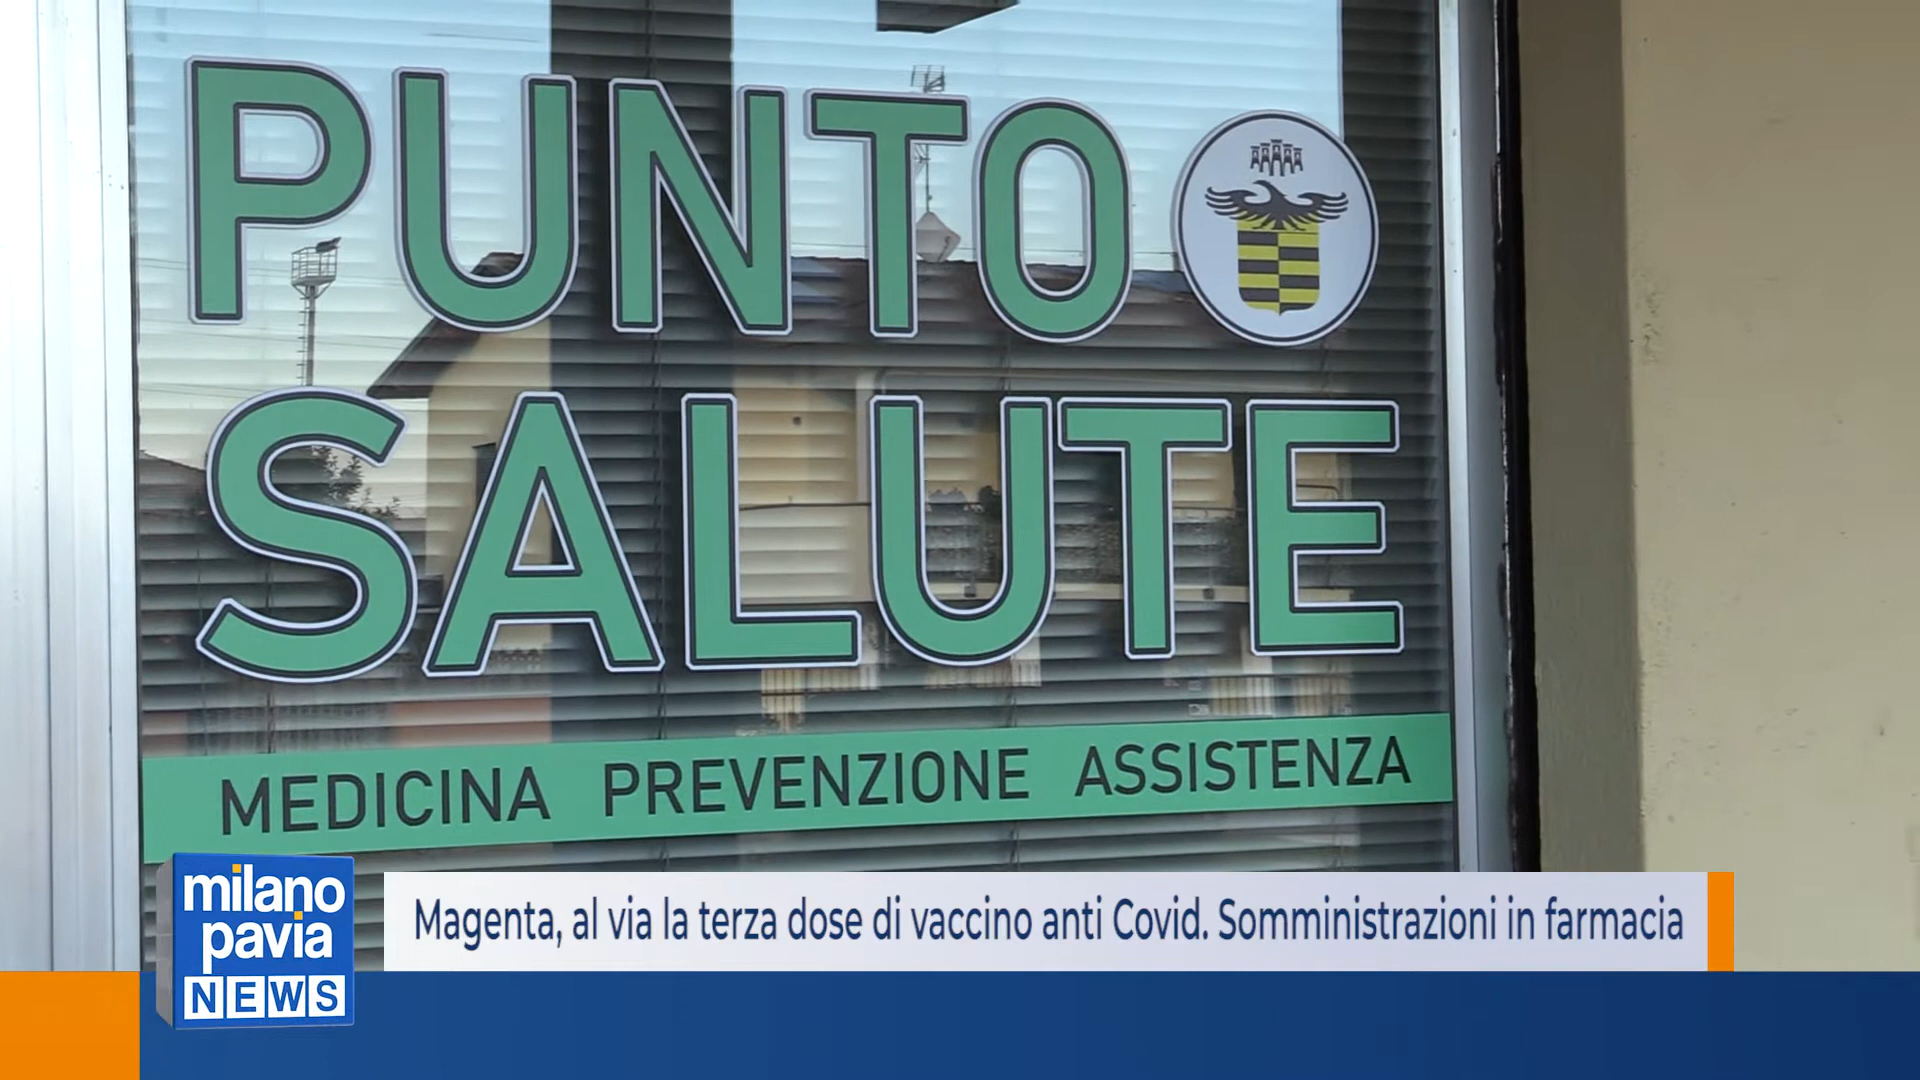 PUNTO
SALUTE
MEDICINA PREVENZIONE ASSISTENZA
milano
pavia
NEWS
Magenta, al via la terza dose di vaccino anti Covid. Somministrazioni in farmacia